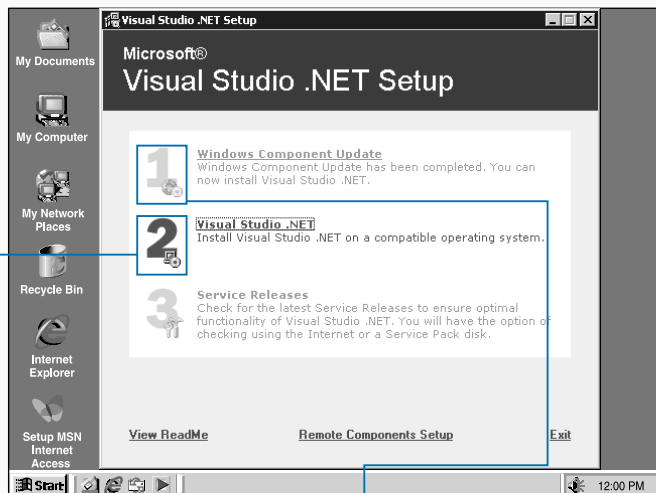 Visual Studio .NET Setup
Microsoft®
Visual Studio .NET Setup
My Documents
My Computer
My Network
Places
Recycle Bin
Internet
Explorer
Setup MSN
Internet
Access
1
Windows Component Update
Windows Component Update has been completed. You can
now install Visual Studio .NET.
2
Visual Studio .NET
Install Visual Studio .NET on a compatible operating system.
3
Service Releases
Check for the latest Service Releases to ensure optimal
functionality of Visual Studio .NET. You will have the option of
checking using the Internet or a Service Pack disk.
View ReadMe
Remote Components Setup
Exit
Start
12:00 PM